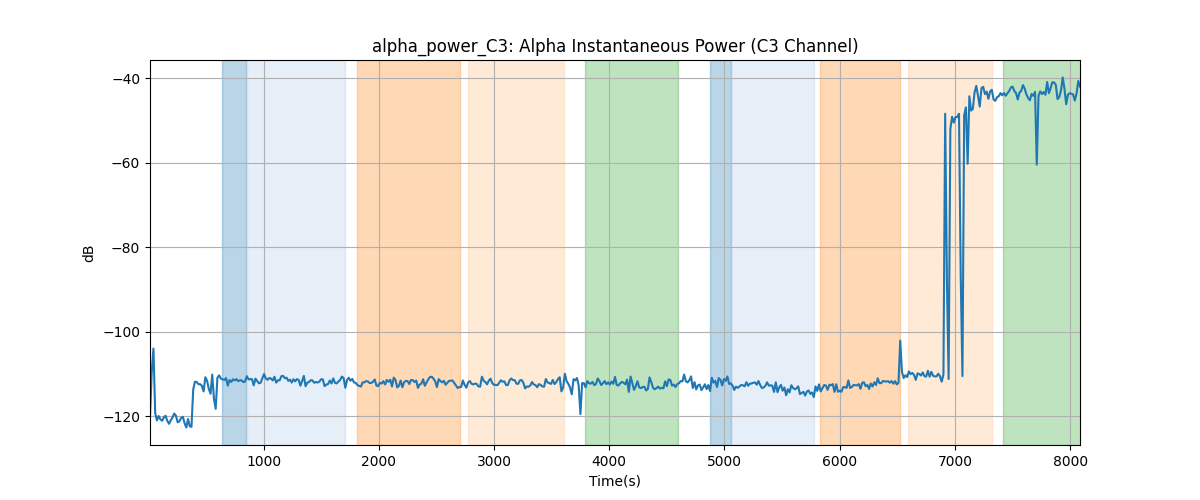 alpha_power_C3: Alpha Instantaneous Power (C3 Channel)
−40
−60
−80
−100
−120
dB
1000 2000 3000 4000 5000 6000 7000 8000
Time(s)